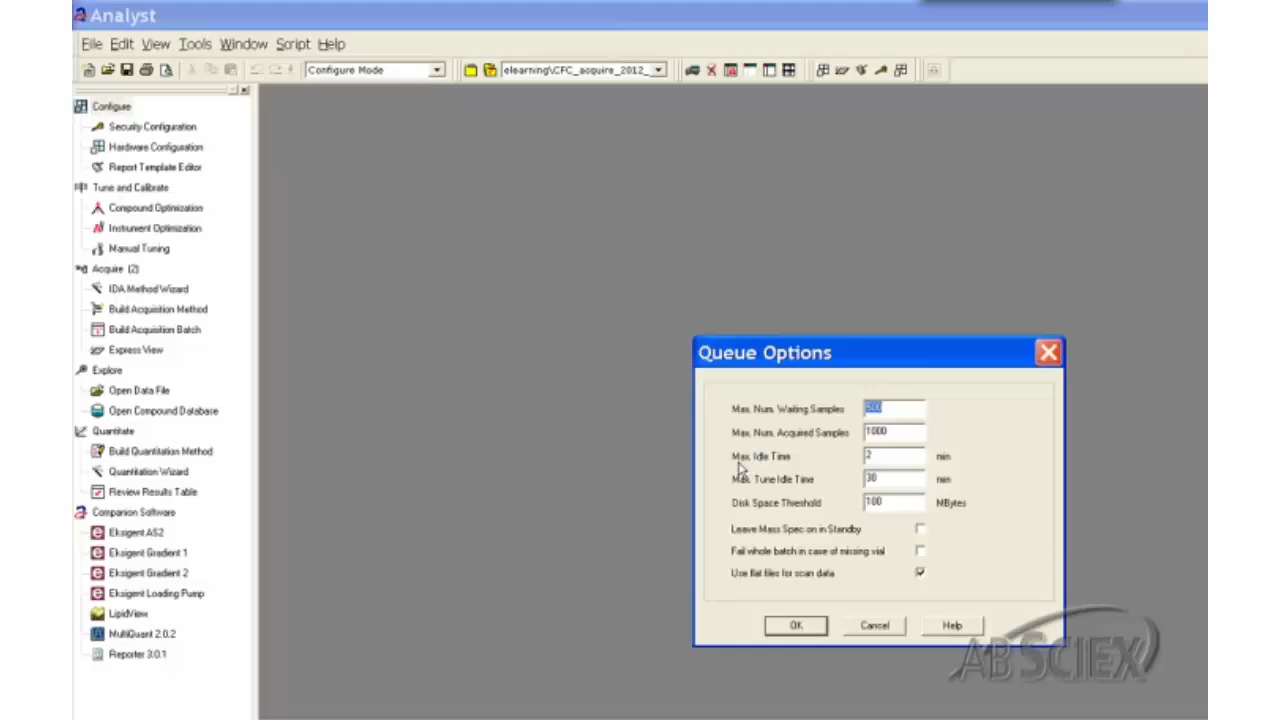 Analyst
File Edit View Tools Window Script Help
Configure Mode
elearning\CFC_acquire_2012_
Configure
Security Configuration
Hardware Configuration
Report Template Editor
Tune and Calibrate
Compound Optimization
Instrument Optimization
Manual Tuning
Acquire (2)
IDA Method Wizard
Build Acquisition Method
Build Acquisition Batch
Express View
Explore
Open Data File
Open Compound Database
Quantitate
Build Quantitation Method
Quantitation Wizard
Review Results Table
Companion Software
Eksigent AS2
Eksigent Gradient 1
Eksigent Gradient 2
Eksigent Loading Pump
LipidView
MultiQuant 2.0.2
Reporter 3.0.1
Queue Options
Max. Num. Waiting Samples 500
Max. Num. Acquired Samples 1000
Max. Idle Time 2 min
Max. Tune Idle Time 30 min
Disk Space Threshold 100 MBytes
Leave Mass Spec on in Standby
Fail whole batch in case of missing vial
Use flat files for scan data
OK Cancel Help
AB SCIEX